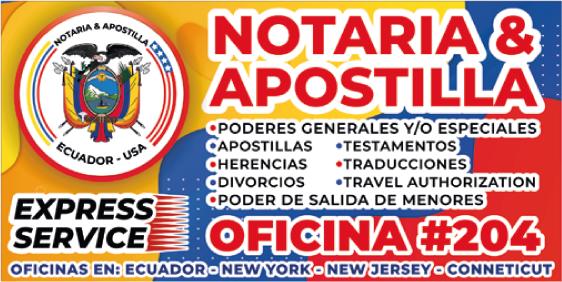 NOTARIA & APOSTILLA
ECUADOR - USA
NOTARIA &
APOSTILLA
•PODERES GENERALES Y/O ESPECIALES
•APOSTILLAS •TESTAMENTOS
•HERENCIAS •TRADUCCIONES
•DIVORCIOS •TRAVEL AUTHORIZATION
•PODER DE SALIDA DE MENORES
EXPRESS
SERVICE
OFICINA #204
OFICINAS EN: ECUADOR - NEW YORK - NEW JERSEY - CONNETICUT